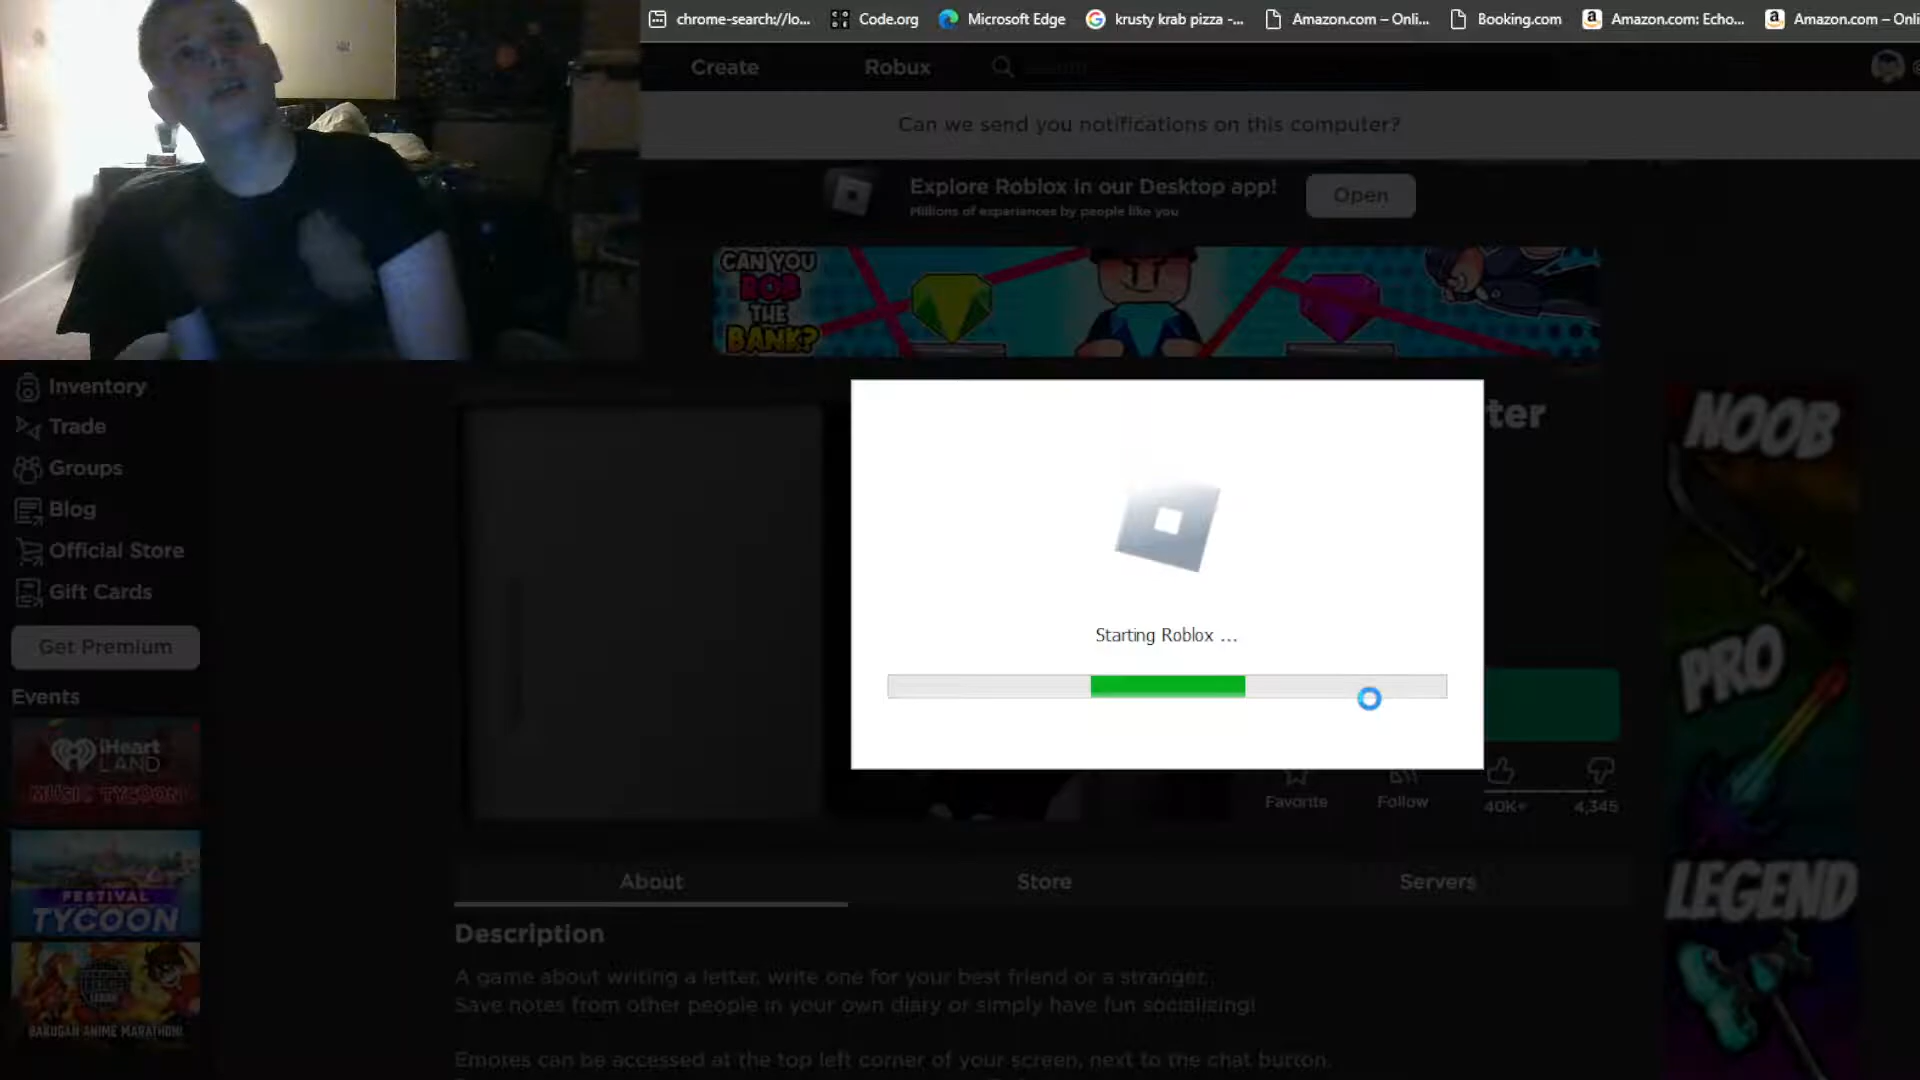 chrome-search://lo...
Code.org
Microsoft Edge
krusty krab pizza -...
Amazon.com – Onli...
Booking.com
Amazon.com: Echo...
Amazon.com – Onli
Create
Robux
Can we send you notifications on this computer?
Explore Roblox in our Desktop app!
Millions of experiences by people like you
Open
CAN YOU
ROB
THE
BANK?
Inventory
Trade
Groups
Blog
Official Store
Gift Cards
Get Premium
Events
iHeart
LAND
MUSIC TYCOON
FESTIVAL
TYCOON
BAKUGAN ANIME MARATHON!
ter
Starting Roblox ...
Favorite
Follow
40K+
4,345
NOOB
PRO
LEGEND
About
Store
Servers
Description
A game about writing a letter, write one for your best friend or a stranger.
Save notes from other people in your own diary or simply have fun socializing!
Emotes can be accessed at the top left corner of your screen, next to the chat button.